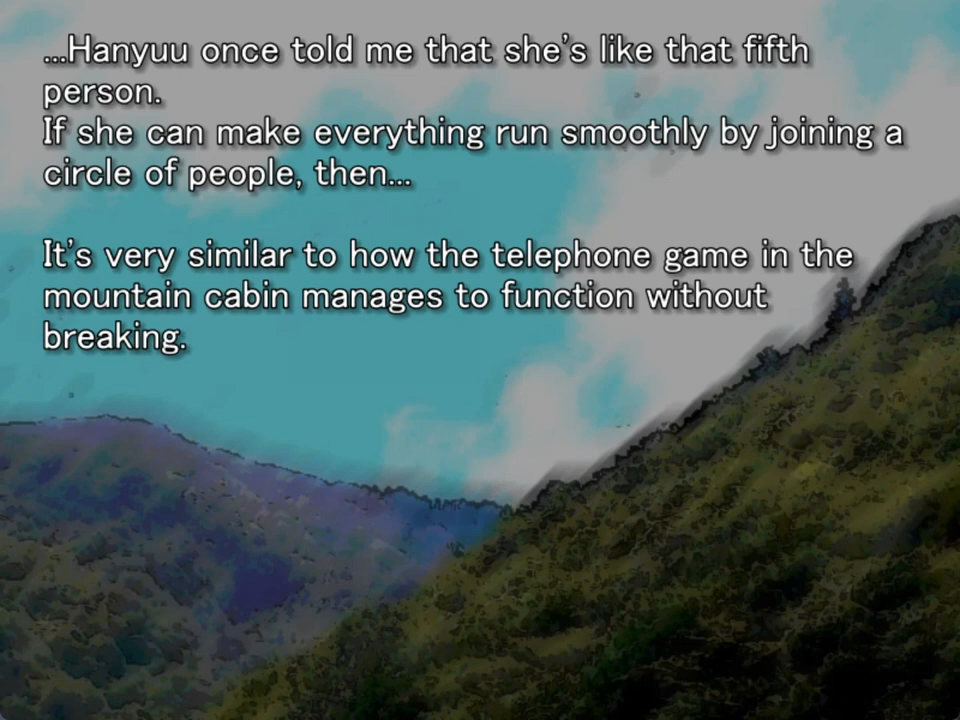 ...Hanyuu once told me that she's like that fifth
person.
If she can make everything run smoothly by joining a
circle of people, then...
It's very similar to how the telephone game in the
mountain cabin manages to function without
breaking.